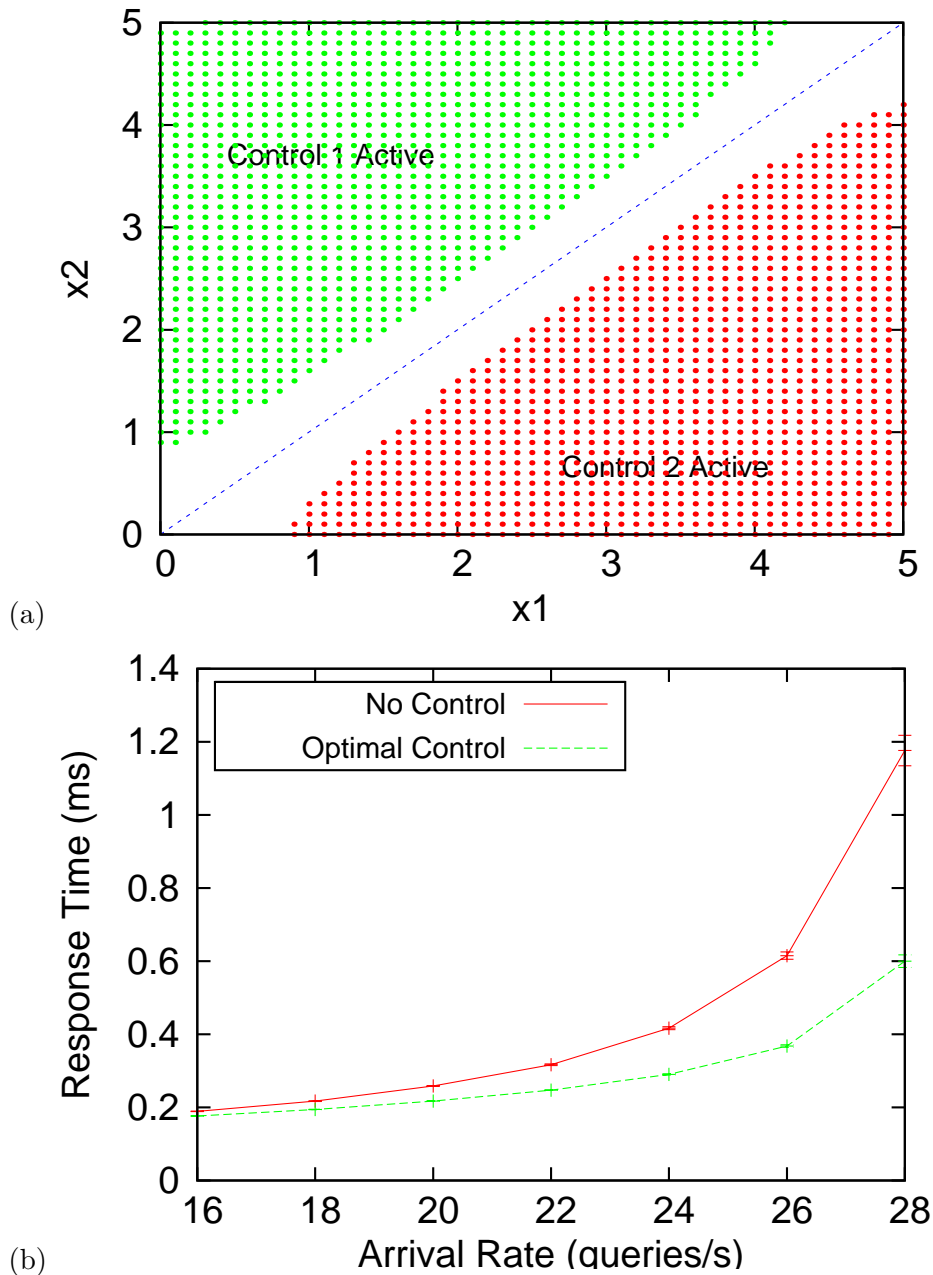 5
4
Control 1 Active
3
x2
2
1
Control 2 Active
0
0 1 2 3 4 5
x1
(a)
1.4
No Control
Optimal Control
1.2
1
Response Time (ms)
0.8
0.6
0.4
0.2
0
16 18 20 22 24 26 28
Arrival Rate (queries/s)
(b)